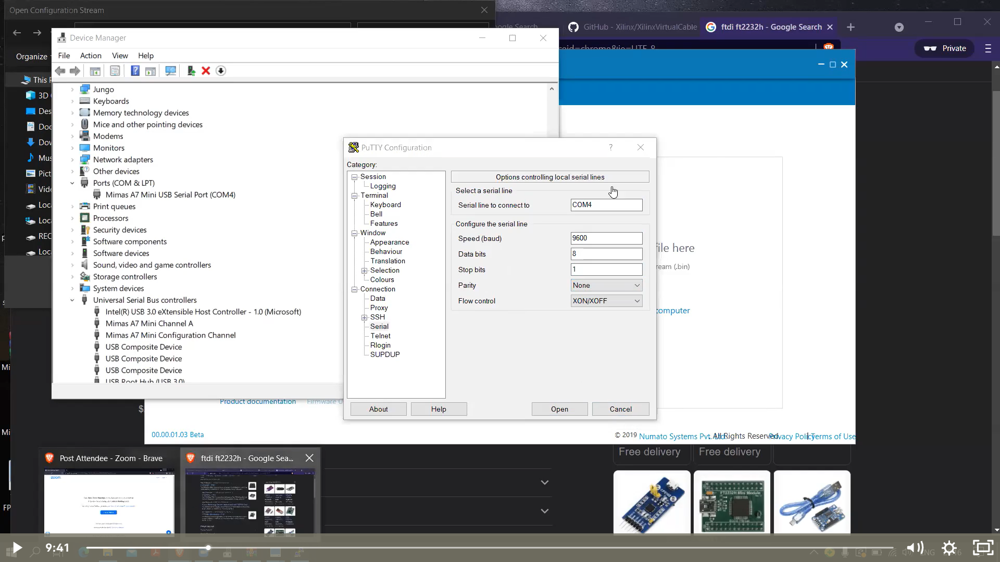 Open Configuration Stream
GitHub - Xilinx/XilinxVirtualCable
ftdi ft2232h - Google Search
Device Manager
File Action View Help
Organize
Private
This P
3D
Des
Doc
Dow
Mus
Pict
Vide
Loc
Loc
REC
Loc
Jungo
Keyboards
Memory technology devices
Mice and other pointing devices
Modems
Monitors
Network adapters
Other devices
Ports (COM & LPT)
Mimas A7 Mini USB Serial Port (COM4)
Print queues
Processors
Security devices
Software components
Software devices
Sound, video and game controllers
Storage controllers
System devices
Universal Serial Bus controllers
Intel(R) USB 3.0 eXtensible Host Controller - 1.0 (Microsoft)
Mimas A7 Mini Channel A
Mimas A7 Mini Configuration Channel
USB Composite Device
USB Composite Device
USB Composite Device
USB Root Hub (USB 3.0)
PuTTY Configuration
?
Category:
Session
Logging
Terminal
Keyboard
Bell
Features
Window
Appearance
Behaviour
Translation
Selection
Colours
Connection
Data
Proxy
SSH
Serial
Telnet
Rlogin
SUPDUP
Options controlling local serial lines
Select a serial line
Serial line to connect to COM4
Configure the serial line
Speed (baud) 9600
Data bits 8
Stop bits 1
Parity None
Flow control XON/XOFF
About Help Open Cancel
file here
ream (.bin)
computer
Product documentation Firmware U
00.00.01.03 Beta
© 2019 Numato Systems Pvt. Ltd. All Rights Reserved. Privacy Policy | Terms of Use
Free delivery Free delivery
Post Attendee - Zoom - Brave
ftdi ft2232h - Google Sea...
$
Mi
Mi
FP
9:41